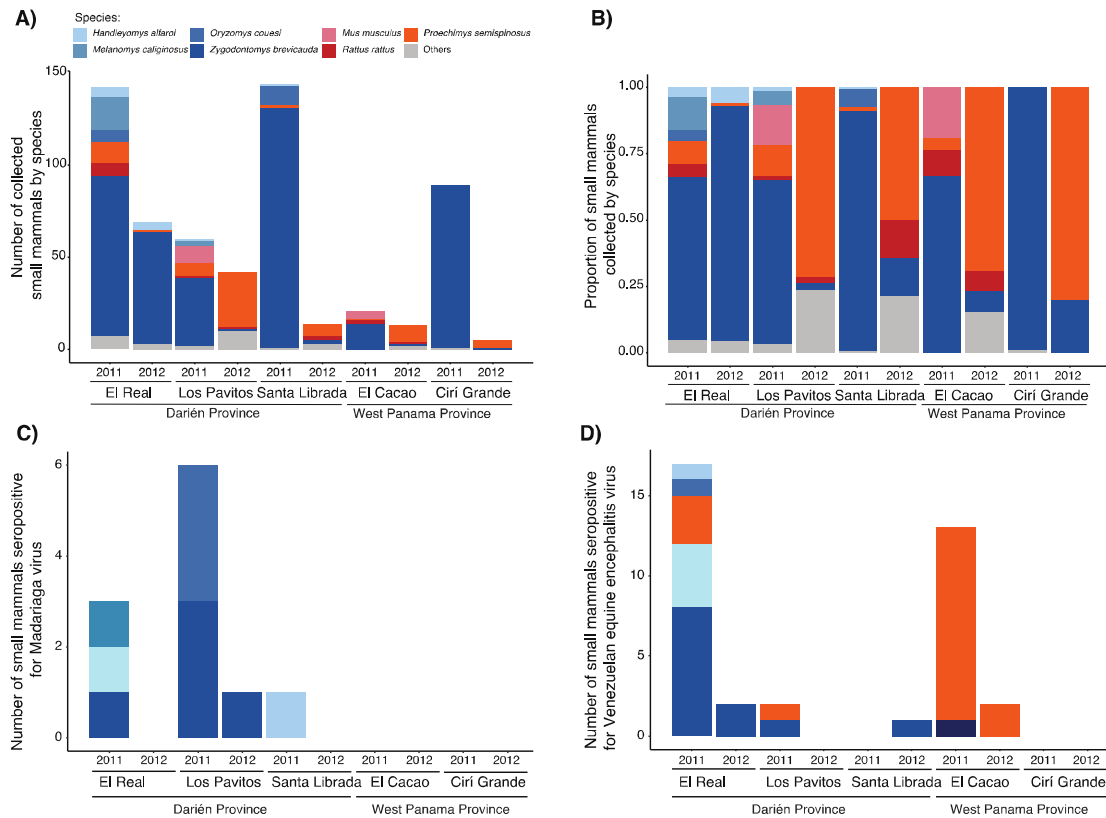 A)
Species:
Handleyomys alfaroi
Oryzomys couesi
Mus musculus
Proechimys semispinosus
Melanomys caliginosus
Zygodontomys brevicauda
Rattus rattus
Others
Number of collected
small mammals by species
150
100
50
0
2011 2012 2011 2012 2011 2012 2011 2012 2011 2012
El Real Los Pavitos Santa Librada El Cacao Cirí Grande
Darién Province West Panama Province
B)
Proportion of small mammals
collected by species
1.00
0.75
0.50
0.25
0.00
2011 2012 2011 2012 2011 2012 2011 2012 2011 2012
El Real Los Pavitos Santa Librada El Cacao Cirí Grande
Darién Province West Panama Province
C)
Number of small mammals seropositive
for Madariaga virus
6
4
2
0
2011 2012 2011 2012 2011 2012 2011 2012 2011 2012
El Real Los Pavitos Santa Librada El Cacao Cirí Grande
Darién Province West Panama Province
D)
Number of small mammals seropositive
for Venezuelan equine encephalitis virus
15
10
5
0
2011 2012 2011 2012 2011 2012 2011 2012 2011 2012
El Real Los Pavitos Santa Librada El Cacao Cirí Grande
Darién Province West Panama Province